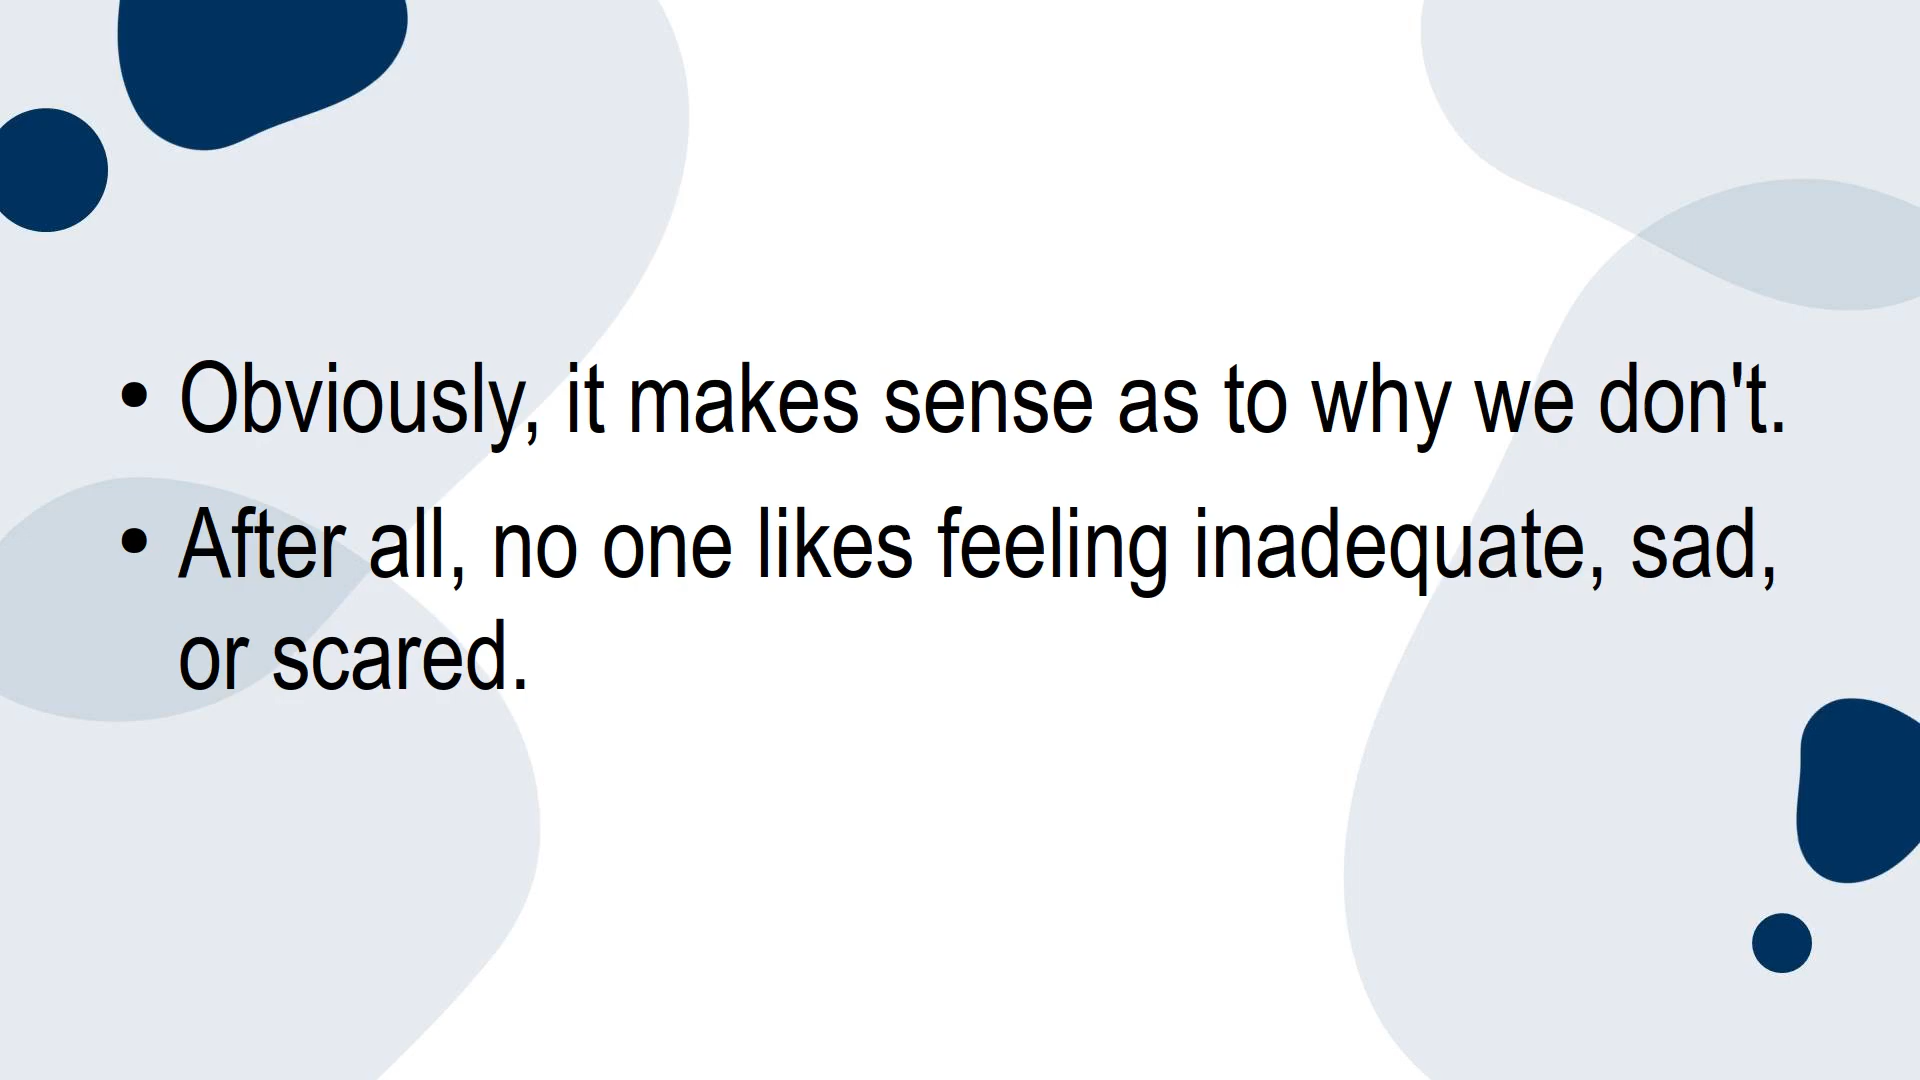 • Obviously, it makes sense as to why we don't.
• After all, no one likes feeling inadequate, sad,
or scared.